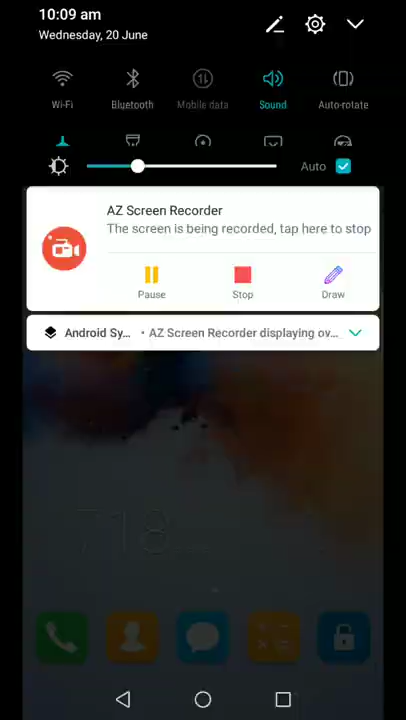 10:09 am
Wednesday, 20 June
Wi-Fi
Bluetooth
Mobile data
Sound
Auto-rotate
Auto
AZ Screen Recorder
The screen is being recorded, tap here to stop
Pause
Stop
Draw
Android Sy... • AZ Screen Recorder displaying ov...
718